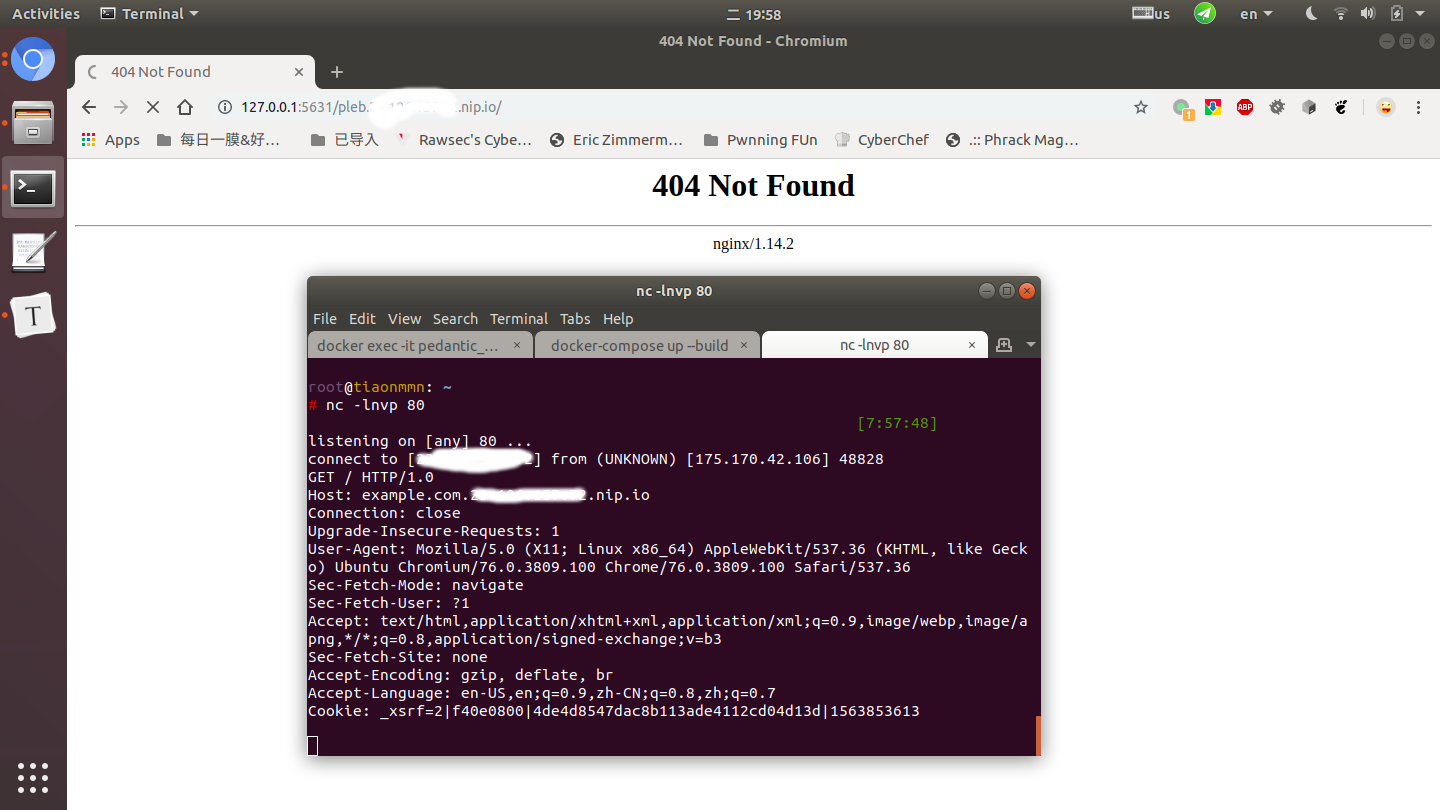 Activities Terminal 二 19:58 us en
404 Not Found - Chromium
404 Not Found
127.0.0.1:5631/pleb. .nip.io/
ABP 1
Apps 每日一膜&好… 已导入 Rawsec's Cybe… Eric Zimmerm… Pwnning FUn CyberChef .:: Phrack Mag…
404 Not Found
nginx/1.14.2
nc -lnvp 80
File Edit View Search Terminal Tabs Help
docker exec -it pedantic_… × docker-compose up --build × nc -lnvp 80 ×
root@tiaonmmn: ~
# nc -lnvp 80
[7:57:48]
listening on [any] 80 ...
connect to [ ] from (UNKNOWN) [175.170.42.106] 48828
GET / HTTP/1.0
Host: example.com. .nip.io
Connection: close
Upgrade-Insecure-Requests: 1
User-Agent: Mozilla/5.0 (X11; Linux x86_64) AppleWebKit/537.36 (KHTML, like Geck
o) Ubuntu Chromium/76.0.3809.100 Chrome/76.0.3809.100 Safari/537.36
Sec-Fetch-Mode: navigate
Sec-Fetch-User: ?1
Accept: text/html,application/xhtml+xml,application/xml;q=0.9,image/webp,image/a
png,*/*;q=0.8,application/signed-exchange;v=b3
Sec-Fetch-Site: none
Accept-Encoding: gzip, deflate, br
Accept-Language: en-US,en;q=0.9,zh-CN;q=0.8,zh;q=0.7
Cookie: _xsrf=2|f40e0800|4de4d8547dac8b113ade4112cd04d13d|1563853613
T